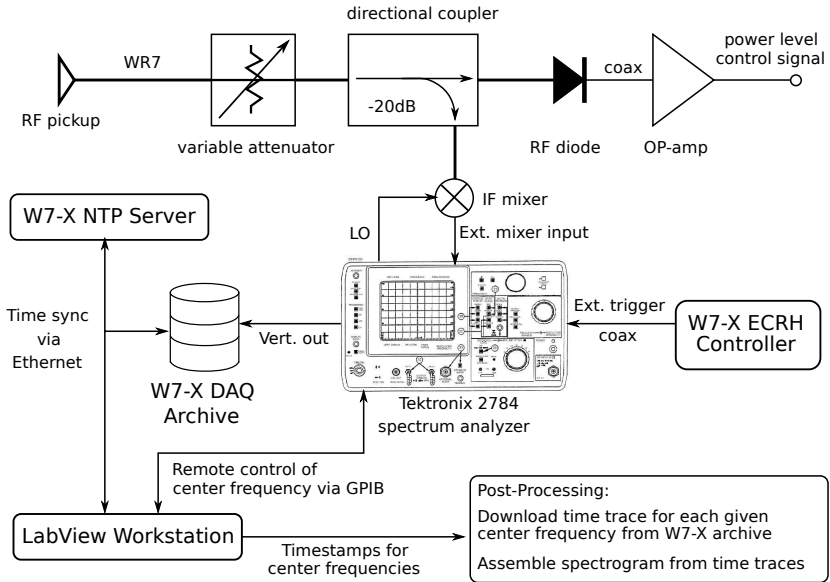 directional coupler
WR7
-20dB
coax
power level
control signal
RF pickup
variable attenuator
RF diode
OP-amp
IF mixer
LO
Ext. mixer input
W7-X NTP Server
Time sync
via
Ethernet
Vert. out
W7-X DAQ
Archive
Ext. trigger
coax
W7-X ECRH
Controller
Tektronix 2784
spectrum analyzer
Remote control of
center frequency via GPIB
LabView Workstation
Timestamps for
center frequencies
Post-Processing:
Download time trace for each given
center frequency from W7-X archive
Assemble spectrogram from time traces